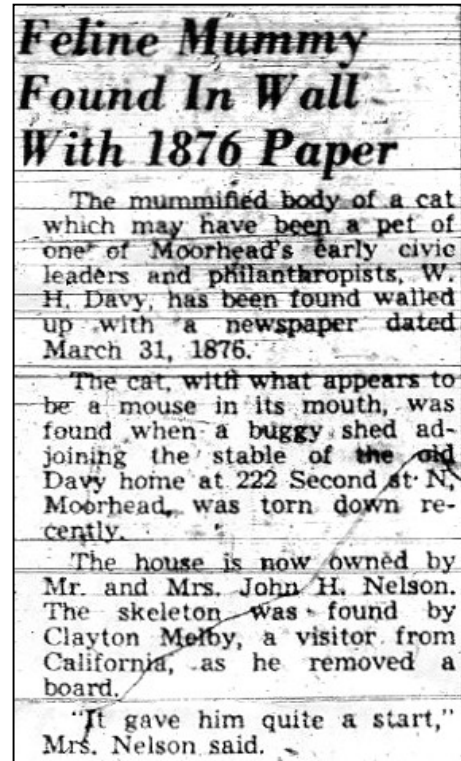 Feline Mummy
Found In Wall
With 1876 Paper
The mummified body of a cat
which may have been a pet of
one of Moorhead's early civic
leaders and philanthropists, W.
H. Davy, has been found walled
up with a newspaper dated
March 31, 1876.
The cat, with what appears to
be a mouse in its mouth, was
found when a buggy shed ad-
joining the stable of the old
Davy home at 222 Second st N,
Moorhead, was torn down re-
cently.
The house is now owned by
Mr. and Mrs. John H. Nelson.
The skeleton was found by
Clayton Melby, a visitor from
California, as he removed a
board.
"It gave him quite a start,"
Mrs. Nelson said.